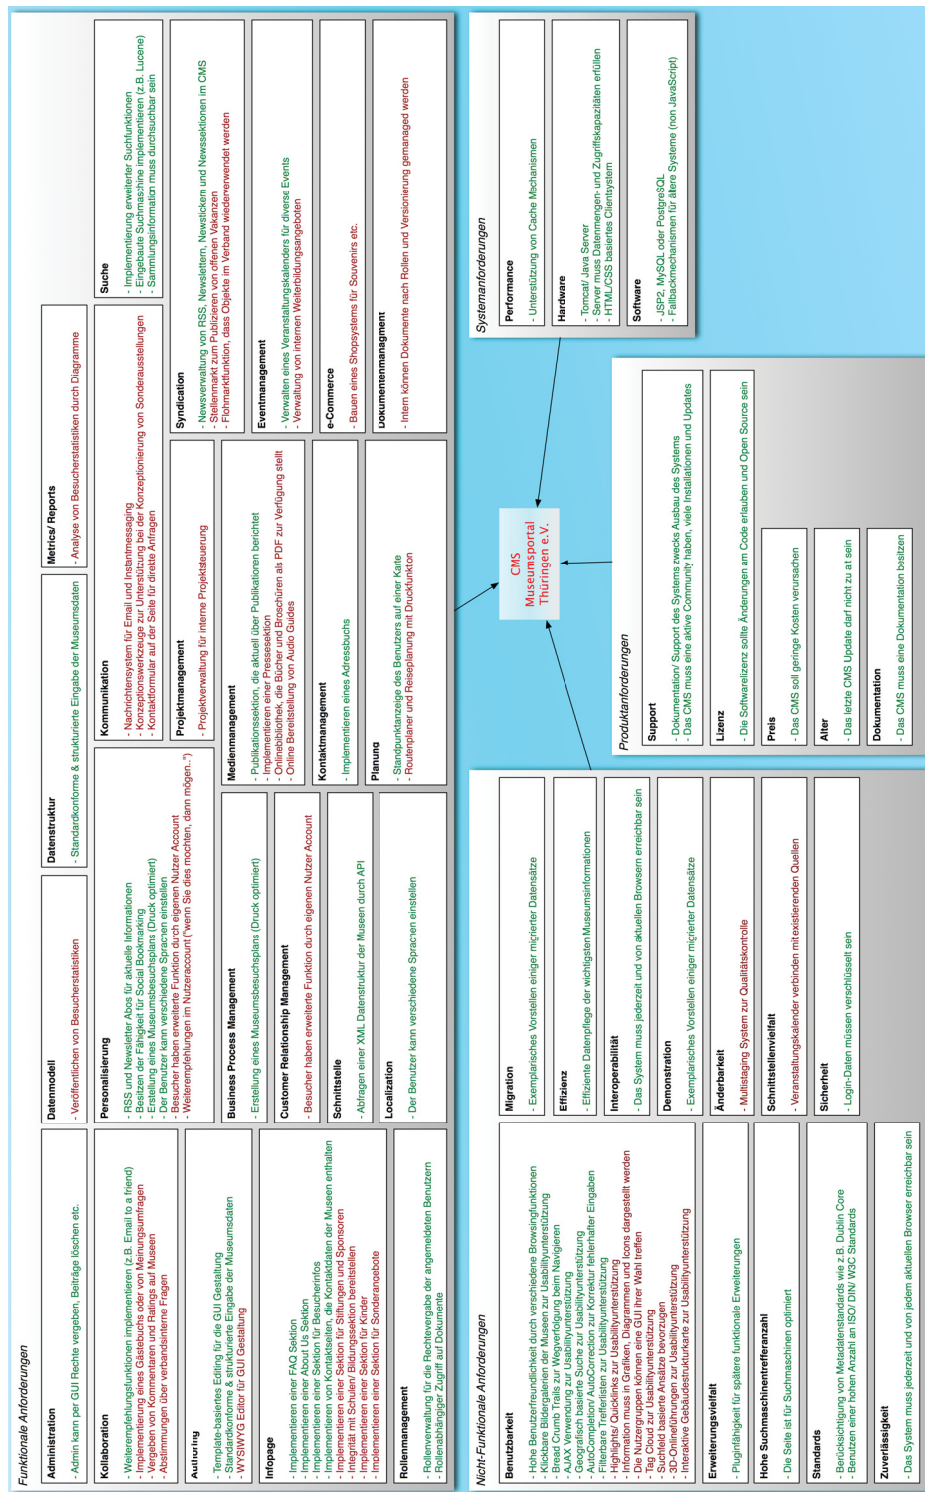 Funktionale Anforderungen
Administration
- Admin kann per GUI Rechte vergeben, Beiträge löschen etc.
Datenmodell
- Veröffentlichen von Besucherstatistiken
Datenstruktur
- Standardkonforme & strukturierte Eingabe der Museumsdaten
Metrics/ Reports
- Analyse von Besucherstatistiken durch Diagramme
Kollaboration
- Weiterempfehlungsfunktionen implementieren (z.B. Email to a friend)
- Implementierung eines Gästebuchs oder von Meinungsumfragen
- Vergeben von Kommentaren und Ratings auf Museen
- Abstimmungen über verbandsinterne Fragen
Personalisierung
- RSS und Newsletter Abos für aktuelle Informationen
- Besitzen der Fähigkeit für Social Bookmarking
- Erstellung eines Museumsbesuchsplans (Druck optimiert)
- Der Benutzer kann verschiedene Sprachen einstellen
- Besucher haben erweiterte Funktion durch eigenen Nutzer Account
- Weiterempfehlungen im Nutzeraccount("wenn Sie dies mochten, dann mögen..")
Kommunikation
- Nachrichtensystem für Email und Instantmessaging
- Konzeptionswerkzeuge zur Unterstützung bei der Konzeptionierung von Sonderausstellungen
- Kontaktformular auf der Seite für direkte Anfragen
Suche
- Implementierung erweiterter Suchfunktionen
- Eingebaute Suchmaschine implementieren (z.B. Lucene)
- Sammlungsinformation muss durchsuchbar sein
Authoring
- Template-basiertes Editing für die GUI Gestaltung
- Standardkonforme & strukturierte Eingabe der Museumsdaten
- WYSIWYG Editor für GUI Gestaltung
Infopage
- Implementieren einer FAQ Sektion
- Implementieren einer About Us Sektion
- Implementieren einer Sektion für Besucherinfos
- Implementieren von Kontaktseiten, die Kontaktdaten der Museen enthalten
- Implementieren einer Sektion für Stiftungen und Sponsoren
- Integrität mit Schulen/ Bildungssektion bereitstellen
- Implementieren einer Sektion für Kinder
- Implementieren einer Sektion für Sonderangebote
Rollenmanagement
- Rollenverwaltung für die Rechtevergabe der angemeldeten Benutzern
- Rollenabhängiger Zugriff auf Dokumente
Business Process Management
- Erstellung eines Museumsbesuchsplans (Druck optimiert)
Customer Relationship Management
- Besucher haben erweiterte Funktion durch eigenen Nutzer Account
Schnittstelle
- Abfragen einer XML Datenstruktur der Museen durch API
Localization
- Der Benutzer kann verschiedene Sprachen einstellen
Projektmanagement
- Projektverwaltung für interne Projektsteuerung
Medienmanagement
- Publikationssektion, die aktuell über Publikationen berichtet
- Implementieren einer Pressesektion
- Onlinebibliothek, die Bücher und Broschüren als PDF zur Verfügung stellt
- Online Bereitstellung von Audio Guides
Kontaktmanagement
- Implementieren eines Adressbuchs
Planung
- Standpunktanzeige des Benutzers auf einer Karte
- Routenplaner und Reiseplanung mit Druckfunktion
Syndication
- Newsverwaltung von RSS, Newslettern, Newstickern und Newssektionen im CMS
- Stellenmarkt zum Publizieren von offenen Vakanzen
- Flohmarktfunktion, dass Objekte im Verband wiederverwendet werden
Eventmanagement
- Verwalten eines Veranstaltungskalenders für diverse Events
- Verwaltung von internen Weiterbildungsangeboten
e-Commerce
- Bauen eines Shopsystems für Souvenirs etc.
Dokumentenmanagment
- Intern können Dokumente nach Rollen und Versionierung gemanaged werden
CMS
Museumsportal
Thüringen e.V.
Nicht-Funktionale Anforderungen
Benutzbarkeit
- Hohe Benutzerfreundlichkeit durch verschiedene Browsingfunktionen
- Klickbare Bildergalerien der Museen zur Usabilityunterstützung
- Bread Crumb Trails zur Wegverfolgung beim Navigieren
- AJAX Verwendung zur Usabilityunterstützung
- Geografisch basierte Suche zur Usabilityunterstützung
- AutoCompletion/ AutoCorrection zur Korrektur fehlerhafter Eingaben
- Filterbare Trefferlisten zur Usabilityunterstützung
- Highlights/ Quicklinks zur Usabilityunterstützung
- Information muss in Grafiken, Diagrammen und Icons dargestellt werden
- Die Nutzergruppen können eine GUI ihrer Wahl treffen
- Tag Cloud zur Usabilityunterstützung
- Suchfeld basierte Ansätze bevorzugen
- 3D-Onlineführungen zur Usabilityunterstützung
- Interaktive Gebäudestrukturkarte zur Usabilityunterstützung
Erweiterungsvielfalt
- Pluginfähigkeit für spätere funktionale Erweiterungen
Hohe Suchmaschinentrefferanzahl
- Die Seite ist für Suchmaschinen optimiert
Standards
- Berücksichtigung von Metadatenstandards wie z.B. Dublin Core
- Benutzen einer hohen Anzahl an ISO/ DIN/ W3C Standards
Zuverlässigkeit
- Das System muss jederzeit und von jedem aktuellen Browser erreichbar sein
Migration
- Exemplarisches Vorstellen einiger migrierter Datensätze
Effizienz
- Effiziente Datenpflege der wichtigsten Museumsinformationen
Interoperabilität
- Das System muss jederzeit und von aktuellen Browsern erreichbar sein
Demonstration
- Exemplarisches Vorstellen einiger migrierter Datensätze
Änderbarkeit
- Multistaging System zur Qualitätskontrolle
Schnittstellenvielfalt
- Veranstaltungskalender verbinden mit existierenden Quellen
Sicherheit
- Login-Daten müssen verschlüsselt sein
Produktanforderungen
Support
- Dokumentation/ Support des Systems zwecks Ausbau des Systems
- Das CMS muss eine aktive Community haben, viele Installationen und Updates
Lizenz
- Die Softwarelizenz sollte Änderungen am Code erlauben und Open Source sein
Preis
- Das CMS soll geringe Kosten verursachen
Alter
- Das letzte CMS Update darf nicht zu alt sein
Dokumentation
- Das CMS muss eine Dokumentation besitzen
Systemanforderungen
Performance
- Unterstützung von Cache Mechanismen
Hardware
- Tomcat/ Java Server
- Server muss Datenmengen- und Zugriffskapazitäten erfüllen
- HTML/CSS basiertes Clientsystem
Software
- JSP2, MySQL oder PostgreSQL
- Fallbackmechanismen für ältere Systeme (non JavaScript)